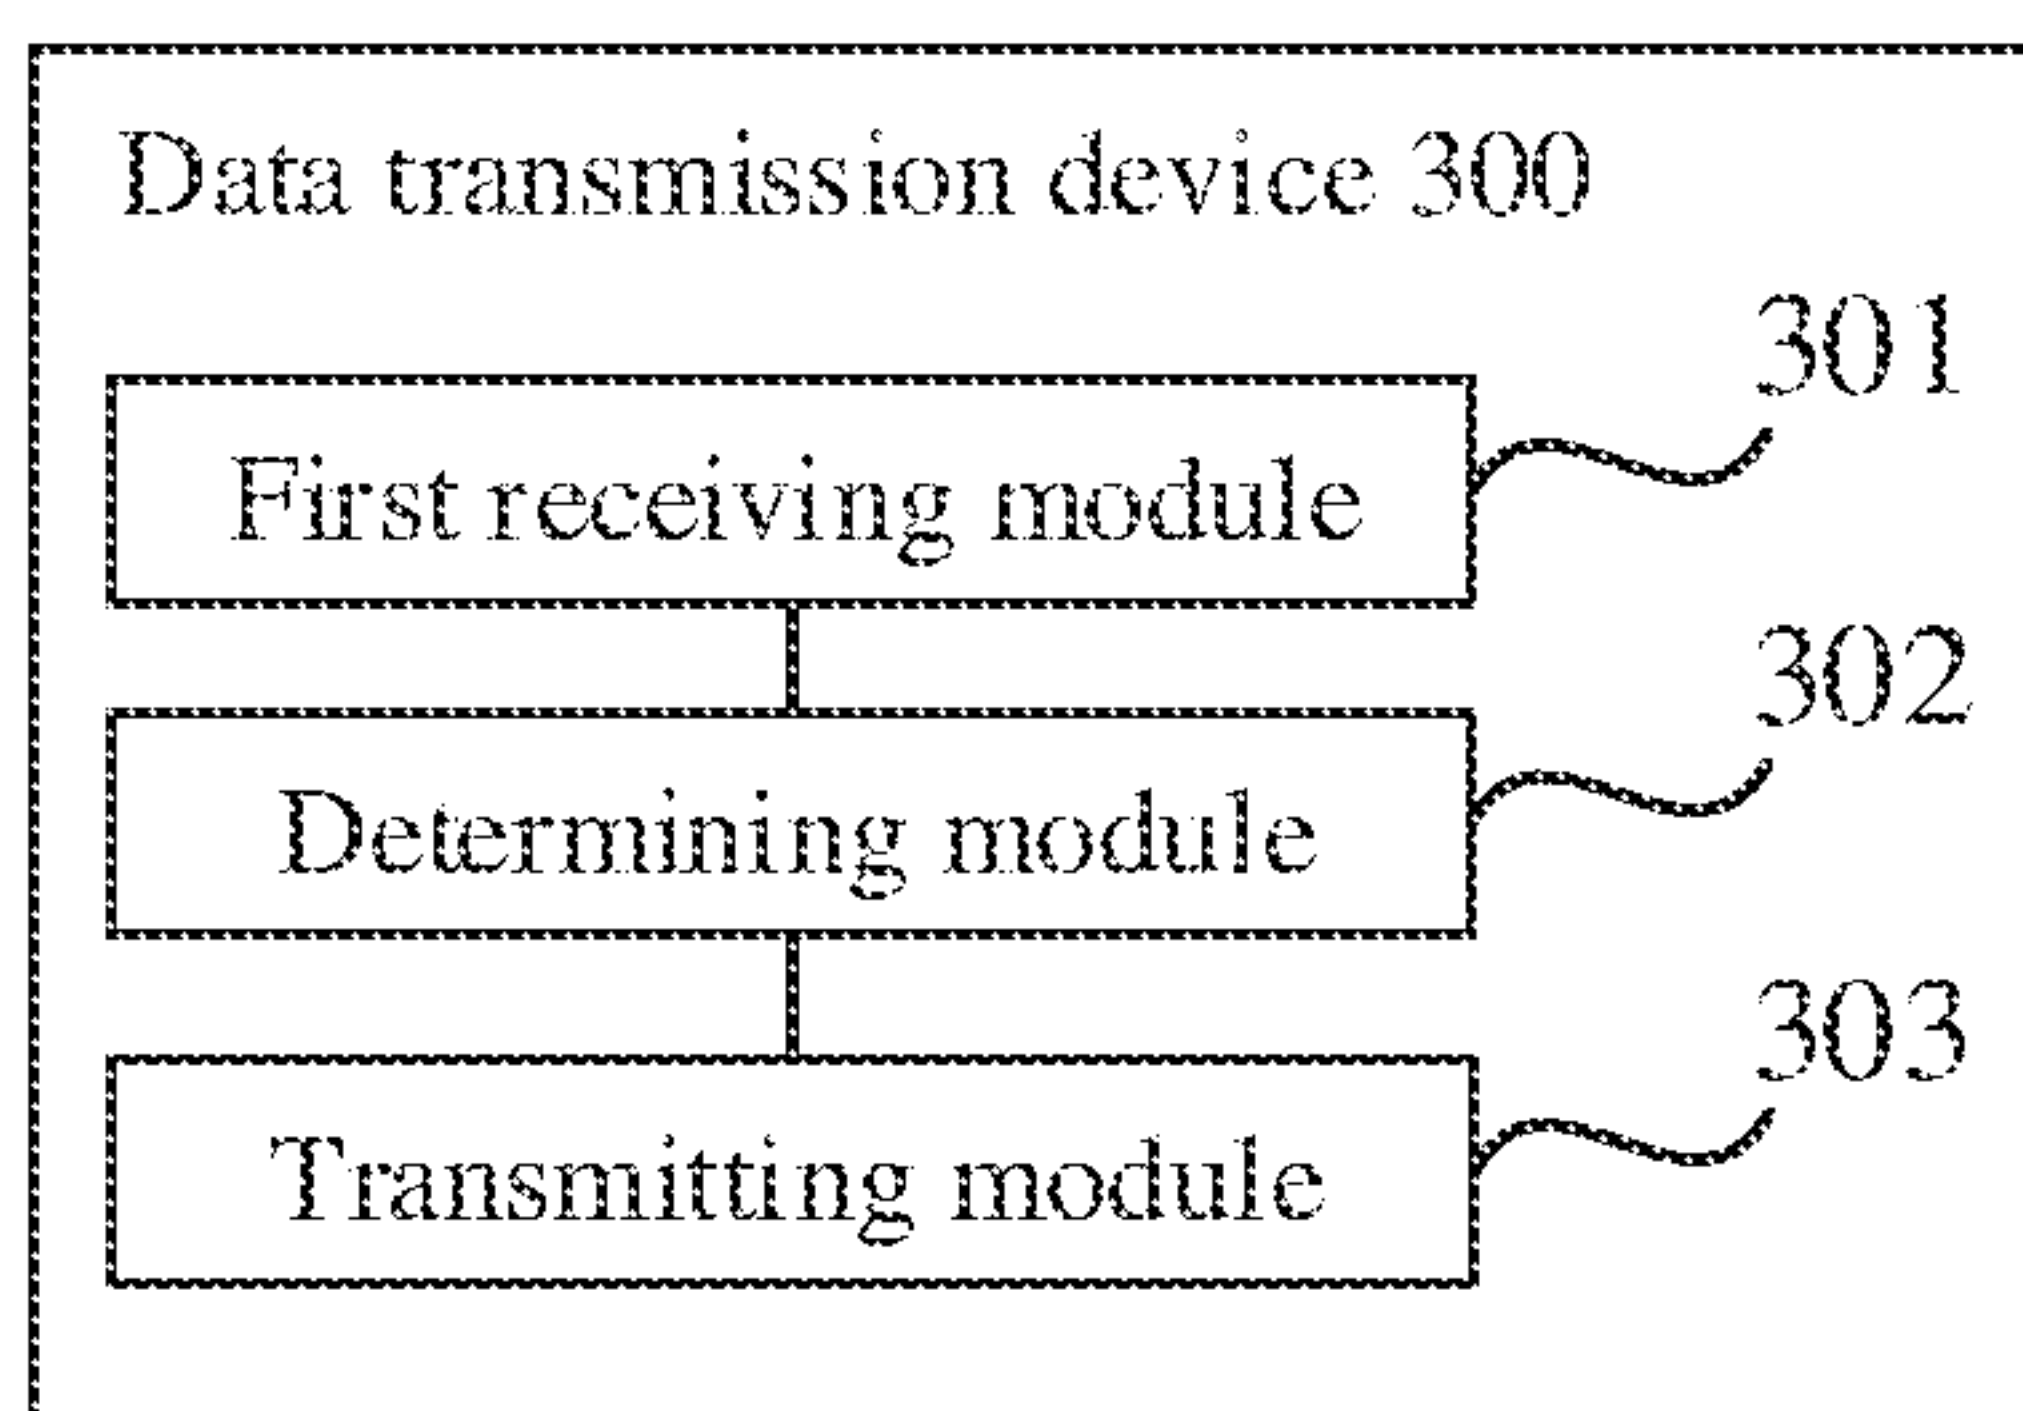 Data transmission device 300
301
First receiving module
302
Determining module
303
Transmitting module